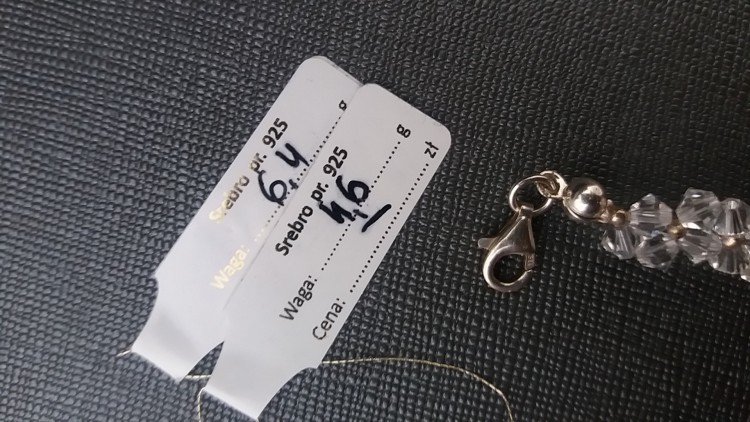 Srebro pr. 925
Waga: 6,4 g
Srebro pr. 925
Waga: 4,6 g
Cena: zł